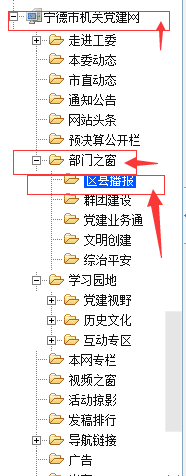 宁德市机关党建网
走进工委
本委动态
市直动态
通知公告
网站头条
预决算公开栏
部门之窗
区县播报
群团建设
党建业务通
文明创建
综治平安
学习园地
党建视野
历史文化
互动专区
本网专栏
视频之窗
活动掠影
发稿排行
导航链接
广告